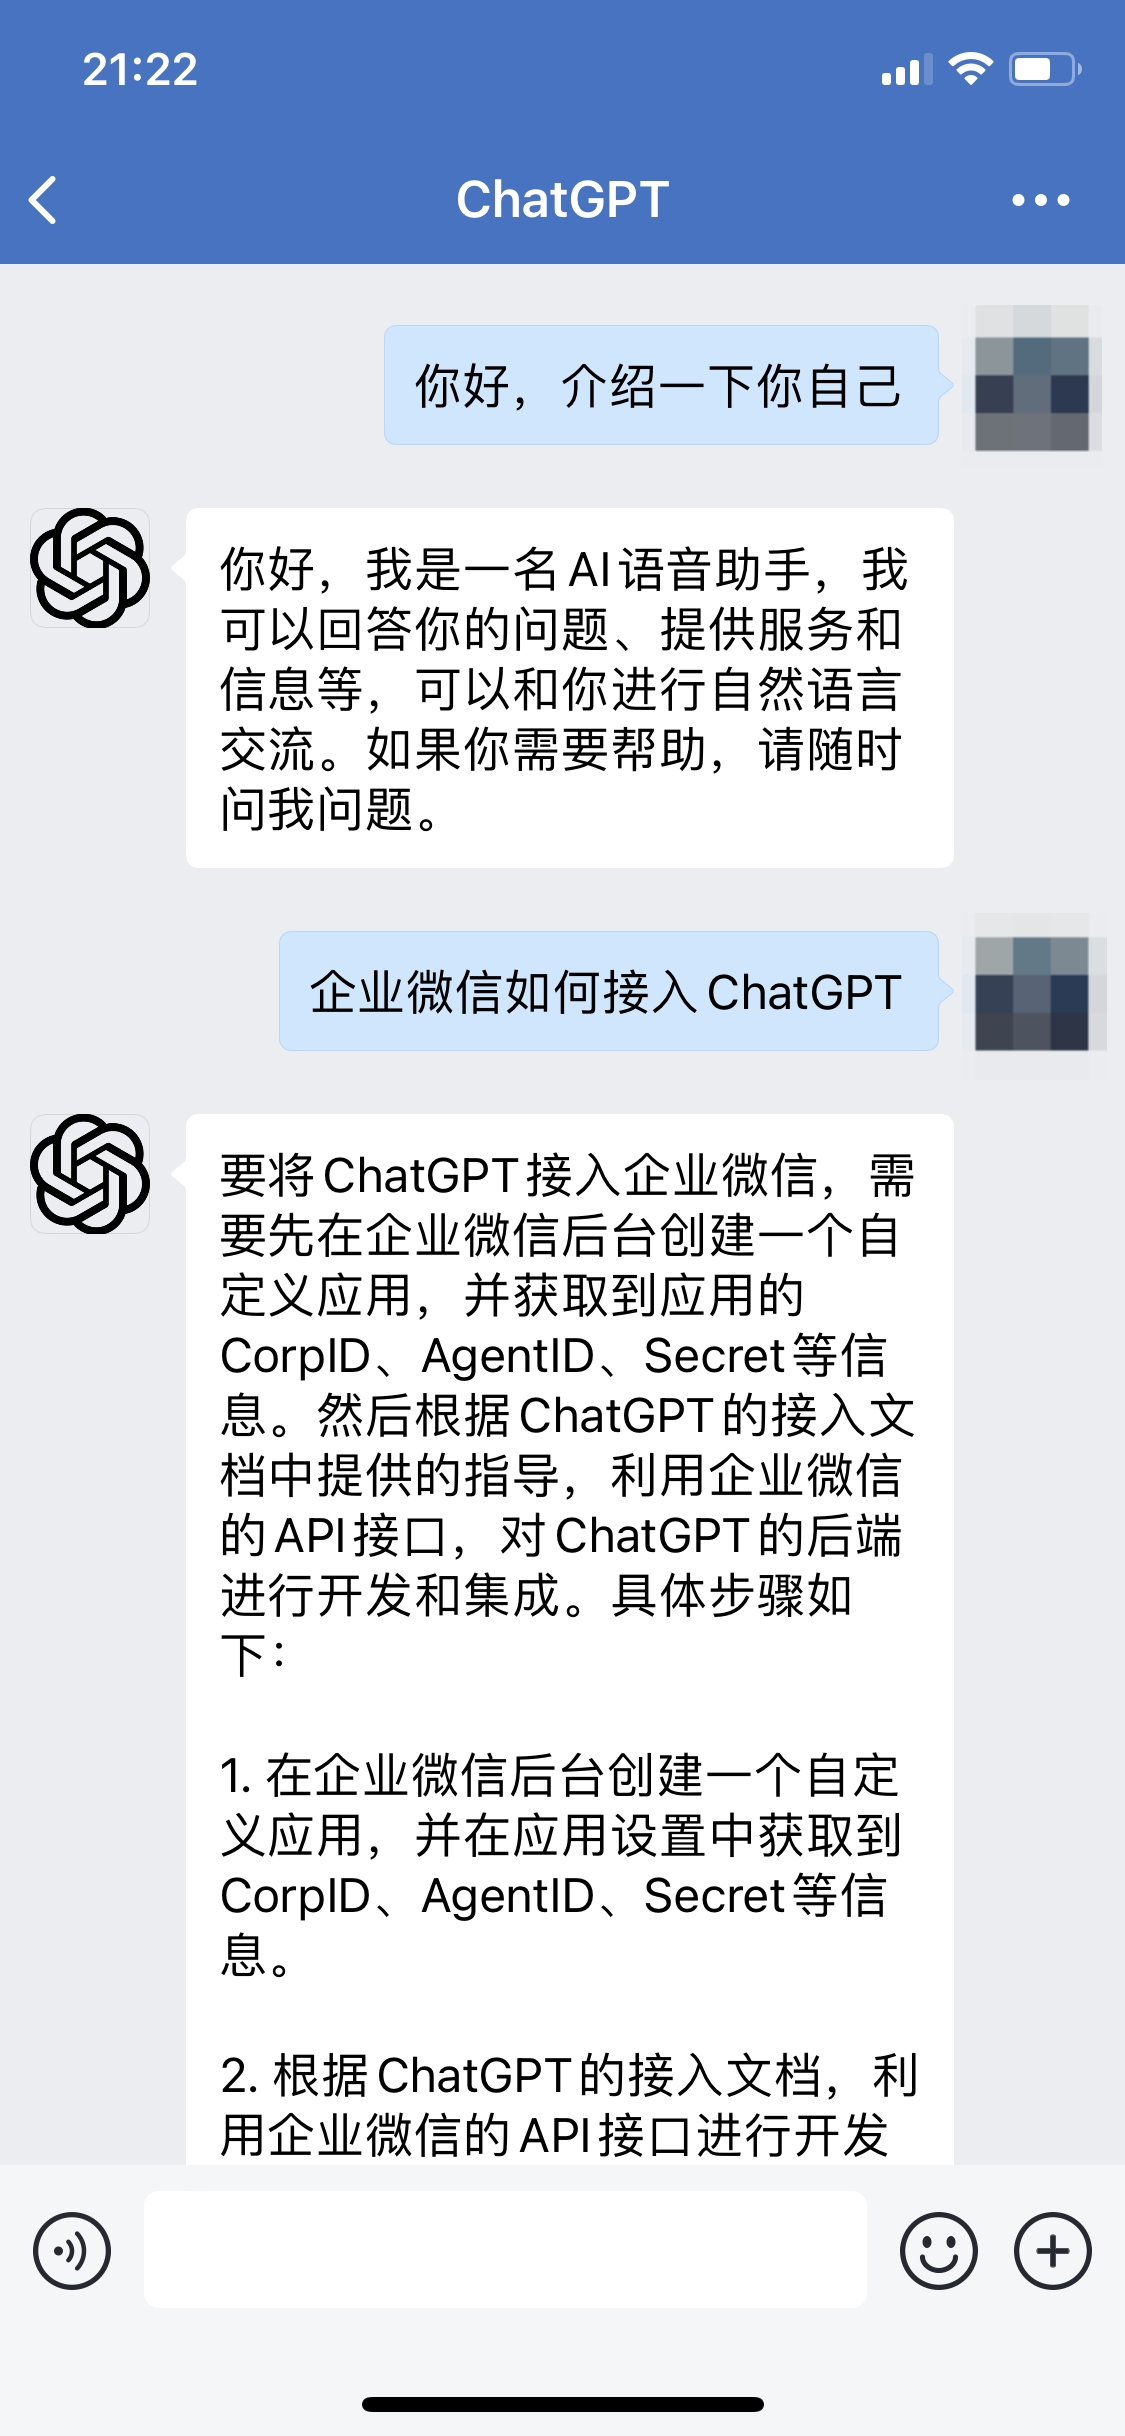 21:22
ChatGPT
你好，介绍一下你自己
你好，我是一名AI语音助手，我
可以回答你的问题、提供服务和
信息等，可以和你进行自然语言
交流。如果你需要帮助，请随时
问我问题。
企业微信如何接入ChatGPT
要将ChatGPT接入企业微信，需
要先在企业微信后台创建一个自
定义应用，并获取到应用的
CorpID、AgentID、Secret等信
息。然后根据ChatGPT的接入文
档中提供的指导，利用企业微信
的API接口，对ChatGPT的后端
进行开发和集成。具体步骤如
下：
1. 在企业微信后台创建一个自定
义应用，并在应用设置中获取到
CorpID、AgentID、Secret等信
息。
2. 根据ChatGPT的接入文档，利
用企业微信的API接口进行开发